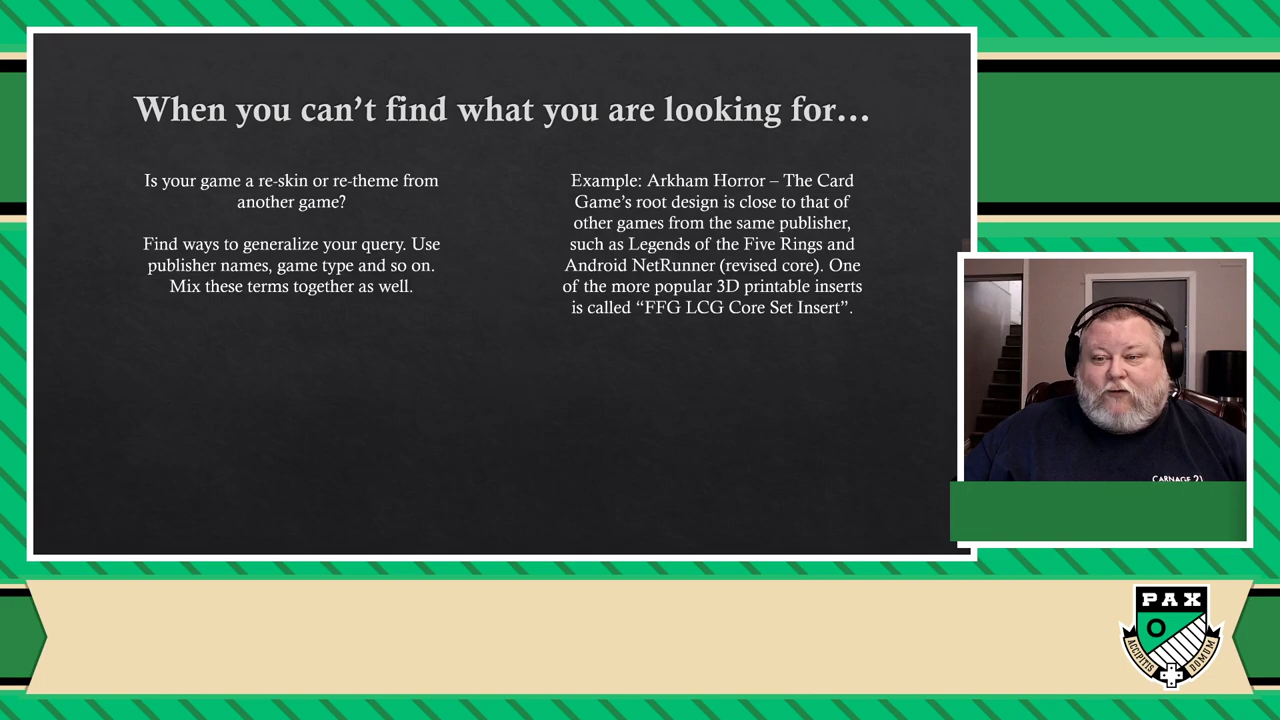 When you can't find what you are looking for…
Is your game a re-skin or re-theme from
another game?
Find ways to generalize your query. Use
publisher names, game type and so on.
Mix these terms together as well.
Example: Arkham Horror – The Card
Game's root design is close to that of
other games from the same publisher,
such as Legends of the Five Rings and
Android NetRunner (revised core). One
of the more popular 3D printable inserts
is called “FFG LCG Core Set Insert”.
CARNAGE 2
PAX
O
ACCIPITIS
DOMUM